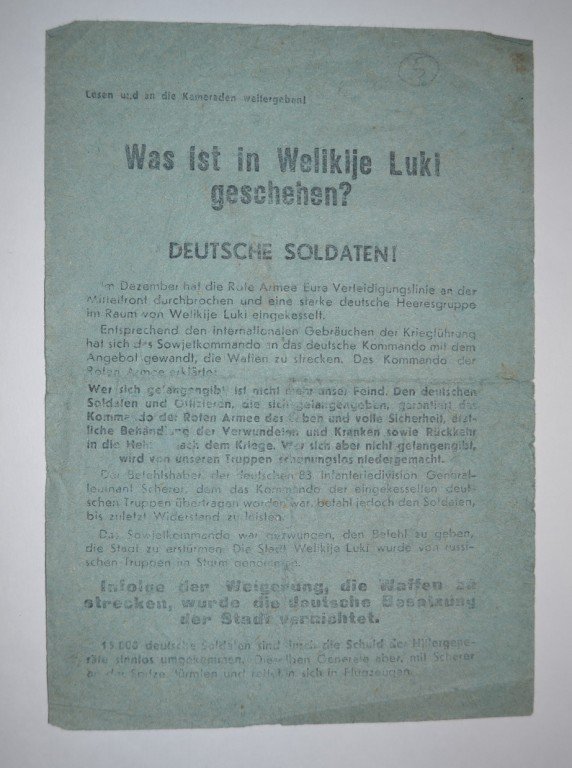 5
Lesen und an die Kameraden weitergeben!
Was ist in Welikije Luki
geschehen?
DEUTSCHE SOLDATEN!
Im Dezember hat die Rote Armee Eure Verteidigungslinie an der
Mittelfront durchbrochen und eine starke deutsche Heeresgruppe
im Raum von Welikije Luki eingekesselt.
Entsprechend den internationalen Gebräuchen der Kriegführung
hat sich das Sowjetkommando an das deutsche Kommando mit dem
Angebot gewandt, die Waffen zu strecken. Das Kommando der
Roten Armee erklärte:
Wer sich gefangengibt, ist nicht mehr unser Feind. Den deutschen
Soldaten und Offizieren, die sich gefangengeben, garantiert das
Kommando der Roten Armee das Leben und volle Sicherheit, ärzt-
liche Behandlung der Verwundeten und Kranken sowie Rückkehr
in die nach dem Kriege. Wer sich aber nicht gefangengibt,
wird von unseren Truppen schonungslos niedergemacht.
Der Befehlshaber der deutschen 83 Infanteriedivision General-
leutnant Scherer, dem das Kommando der eingekesselten deut-
schen Truppen übertragen worden war, befahl jedoch den Soldaten,
bis zuletzt Widerstand zu leisten.
Das Sowjetkommando war gezwungen, den Befehl zu geben,
die Stadt zu erstürmen. Die Stadt Welikije Luki wurde von russi-
schen Truppen im Sturm genommen.
Infolge der Weigerung, die Waffen zu
strecken, wurde die deutsche Besatzung
der Stadt vernichtet.
15.000 deutsche Soldaten sind durch die Schuld der Hitlergene-
räle sinnlos umgekommen. Dieselben Generäle aber, mit Scherer
an der Spitze, türmten und retteten sich in Flugzeugen.